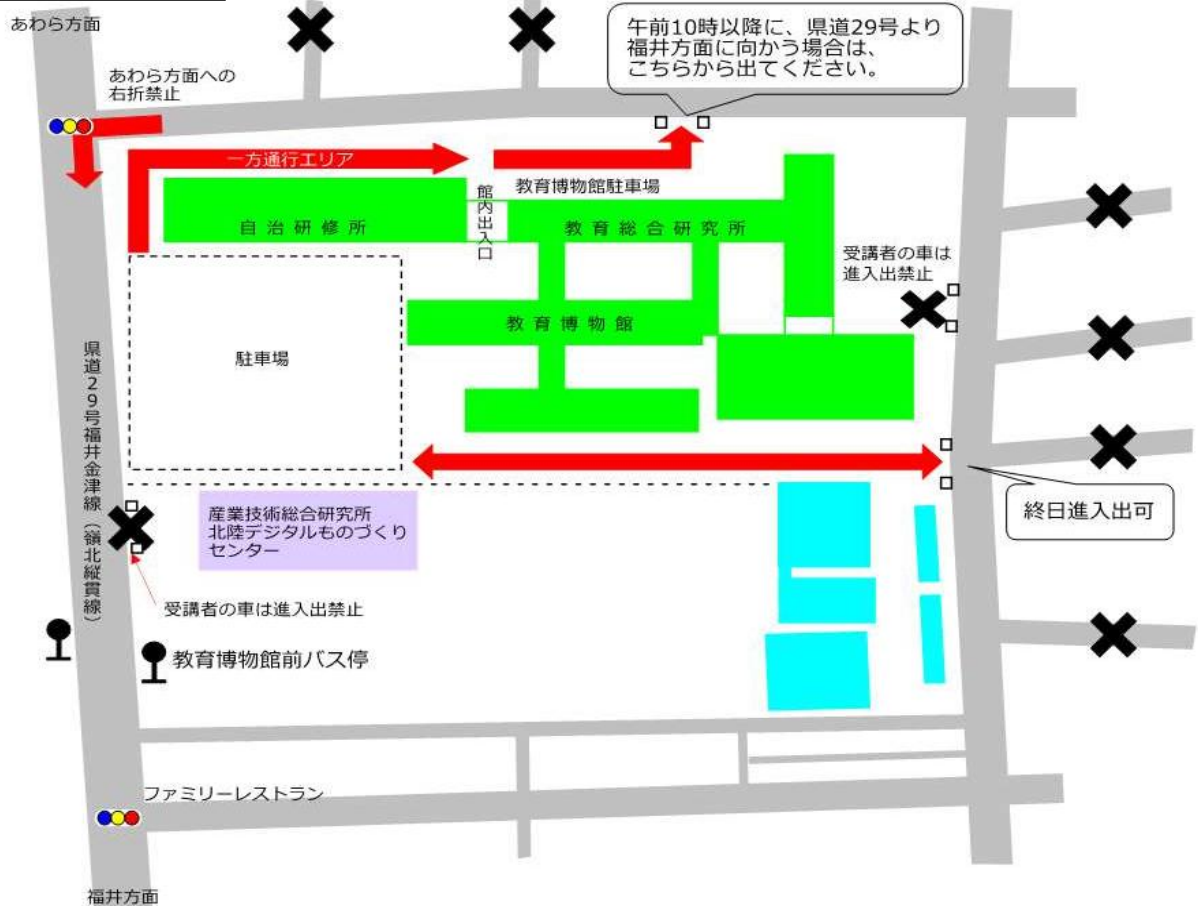 あわら方面
午前10時以降に、県道29号より
福井方面に向かう場合は、
こちらから出てください。
あわら方面への
右折禁止
一方通行エリア
館内出入口
教育博物館駐車場
自治研修所
教育総合研究所
受講者の車は
進入出禁止
教育博物館
県道29号福井金津線（嶺北縦貫線）
駐車場
終日進入出可
産業技術総合研究所
北陸デジタルものづくり
センター
受講者の車は進入出禁止
教育博物館前バス停
ファミリーレストラン
福井方面